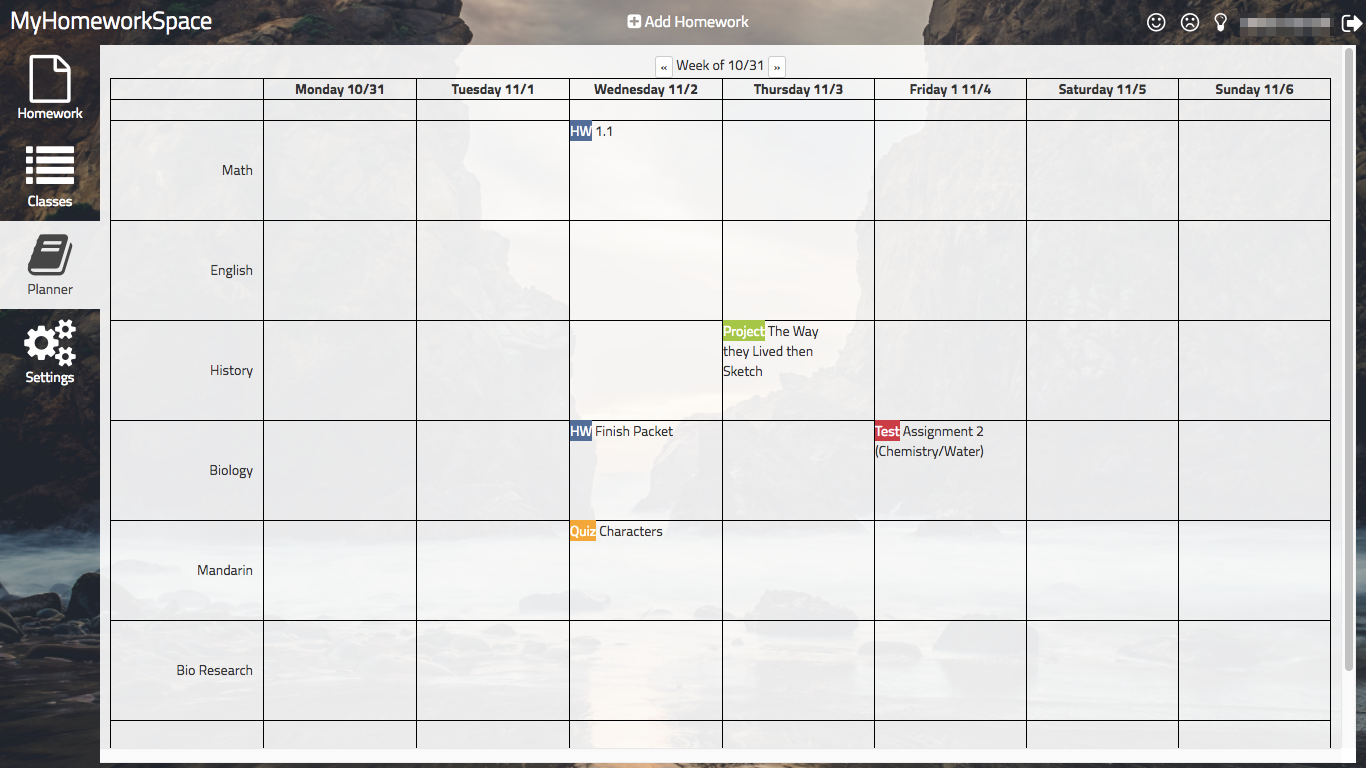 MyHomeworkSpace
Add Homework
Homework
Classes
Planner
Settings
« Week of 10/31 »
Monday 10/31 Tuesday 11/1 Wednesday 11/2 Thursday 11/3 Friday 1 11/4 Saturday 11/5 Sunday 11/6
Math
HW 1.1
English
History
Project The Way
they Lived then
Sketch
Biology
HW Finish Packet
Test Assignment 2
(Chemistry/Water)
Mandarin
Quiz Characters
Bio Research